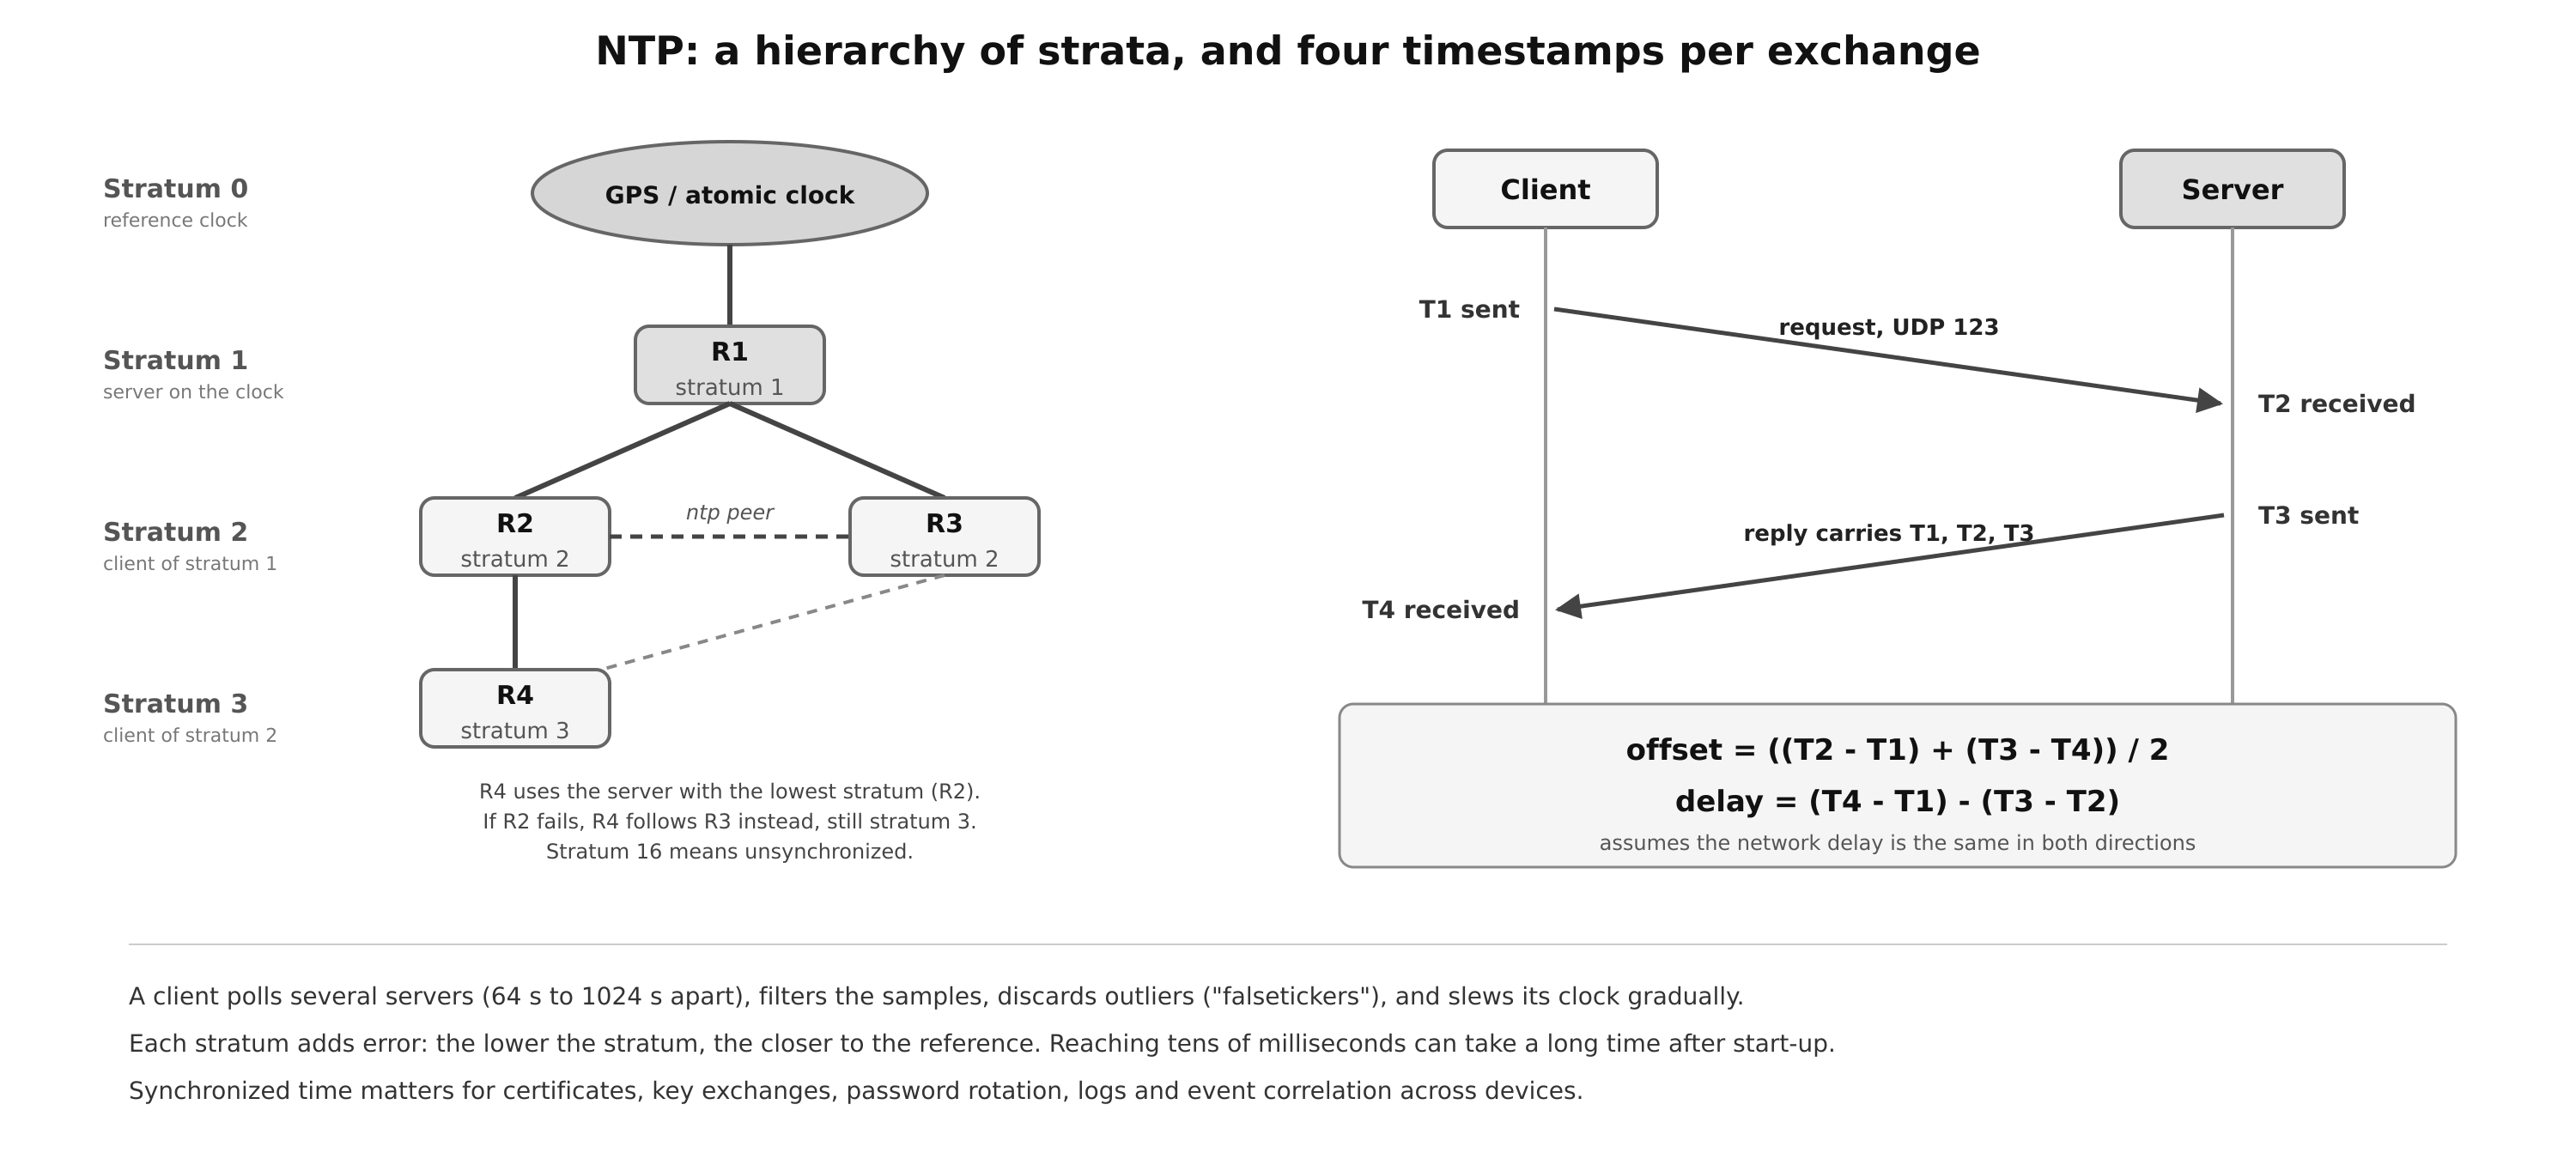 NTP: a hierarchy of strata, and four timestamps per exchange
Stratum 0
reference clock
GPS / atomic clock
Stratum 1
server on the clock
R1
stratum 1
Stratum 2
client of stratum 1
R2
stratum 2
ntp peer
R3
stratum 2
Stratum 3
client of stratum 2
R4
stratum 3
R4 uses the server with the lowest stratum (R2).
If R2 fails, R4 follows R3 instead, still stratum 3.
Stratum 16 means unsynchronized.
Client
Server
T1 sent
request, UDP 123
T2 received
T3 sent
reply carries T1, T2, T3
T4 received
offset = ((T2 - T1) + (T3 - T4)) / 2
delay = (T4 - T1) - (T3 - T2)
assumes the network delay is the same in both directions
A client polls several servers (64 s to 1024 s apart), filters the samples, discards outliers ("falsetickers"), and slews its clock gradually.
Each stratum adds error: the lower the stratum, the closer to the reference. Reaching tens of milliseconds can take a long time after start-up.
Synchronized time matters for certificates, key exchanges, password rotation, logs and event correlation across devices.